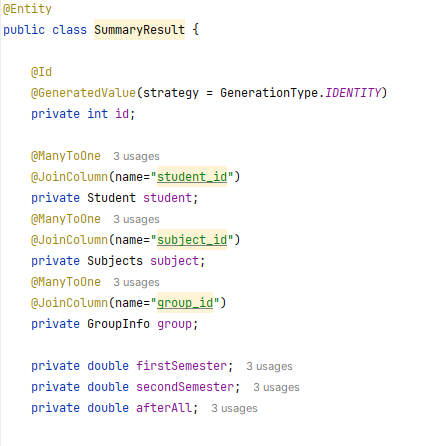 @Entity
public class SummaryResult {
@Id
@GeneratedValue(strategy = GenerationType.IDENTITY)
private int id;
@ManyToOne 3 usages
@JoinColumn(name="student_id")
private Student student;
@ManyToOne 3 usages
@JoinColumn(name="subject_id")
private Subjects subject;
@ManyToOne 3 usages
@JoinColumn(name="group_id")
private GroupInfo group;
private double firstSemester; 3 usages
private double secondSemester; 3 usages
private double afterAll; 3 usages